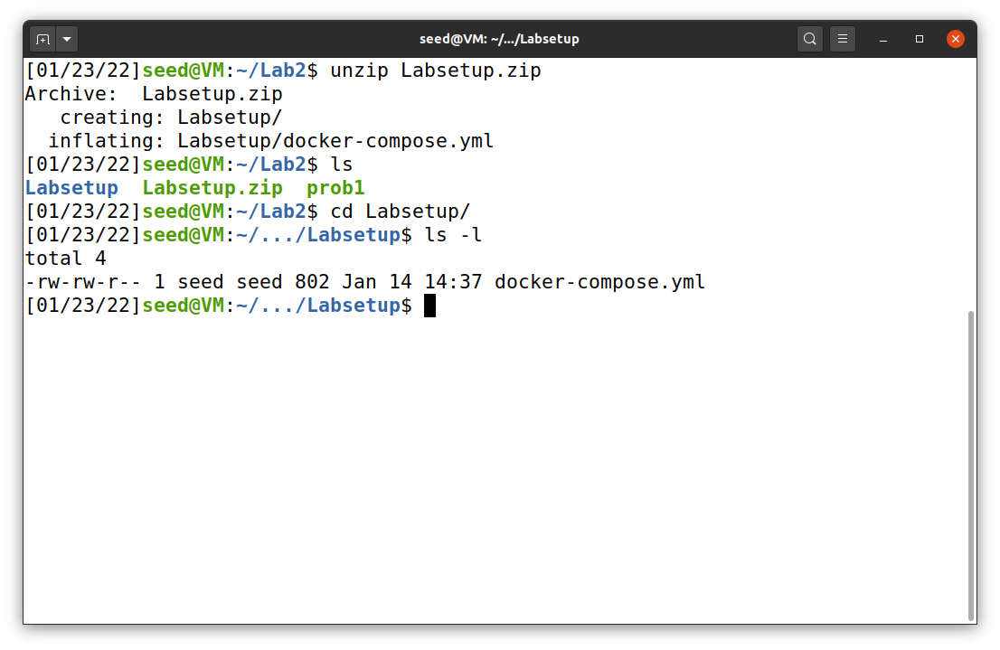 seed@VM: ~/.../Labsetup
[01/23/22]seed@VM:~/Lab2$ unzip Labsetup.zip
Archive:  Labsetup.zip
   creating: Labsetup/
  inflating: Labsetup/docker-compose.yml
[01/23/22]seed@VM:~/Lab2$ ls
Labsetup  Labsetup.zip  prob1
[01/23/22]seed@VM:~/Lab2$ cd Labsetup/
[01/23/22]seed@VM:~/.../Labsetup$ ls -l
total 4
-rw-rw-r-- 1 seed seed 802 Jan 14 14:37 docker-compose.yml
[01/23/22]seed@VM:~/.../Labsetup$